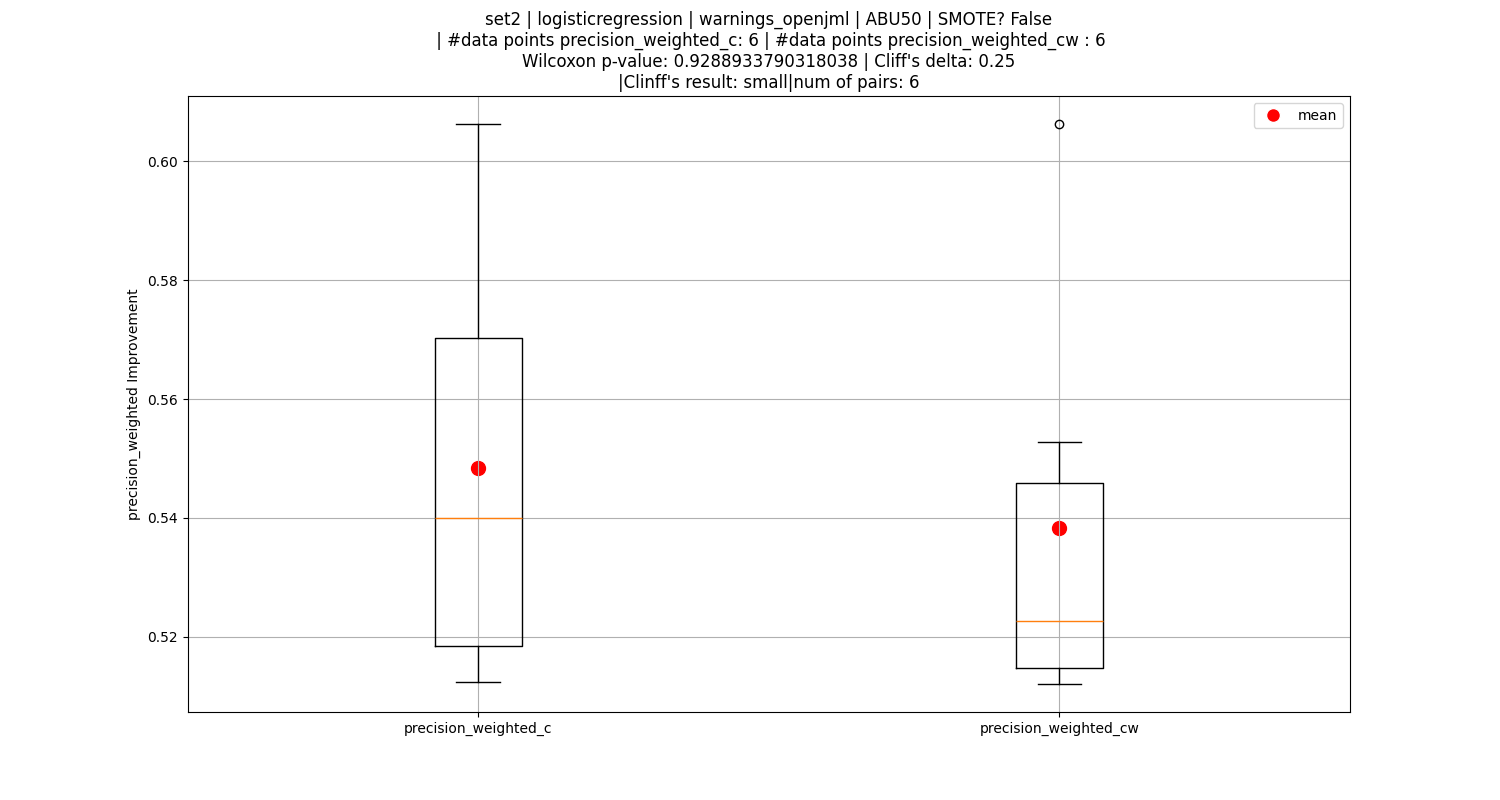 set2 | logisticregression | warnings_openjml | ABU50 | SMOTE? False
| #data points precision_weighted_c: 6 | #data points precision_weighted_cw : 6
Wilcoxon p-value: 0.9288933790318038 | Cliff's delta: 0.25
|Clinff's result: small|num of pairs: 6
mean
precision_weighted Improvement
0.60
0.58
0.56
0.54
0.52
precision_weighted_c
precision_weighted_cw